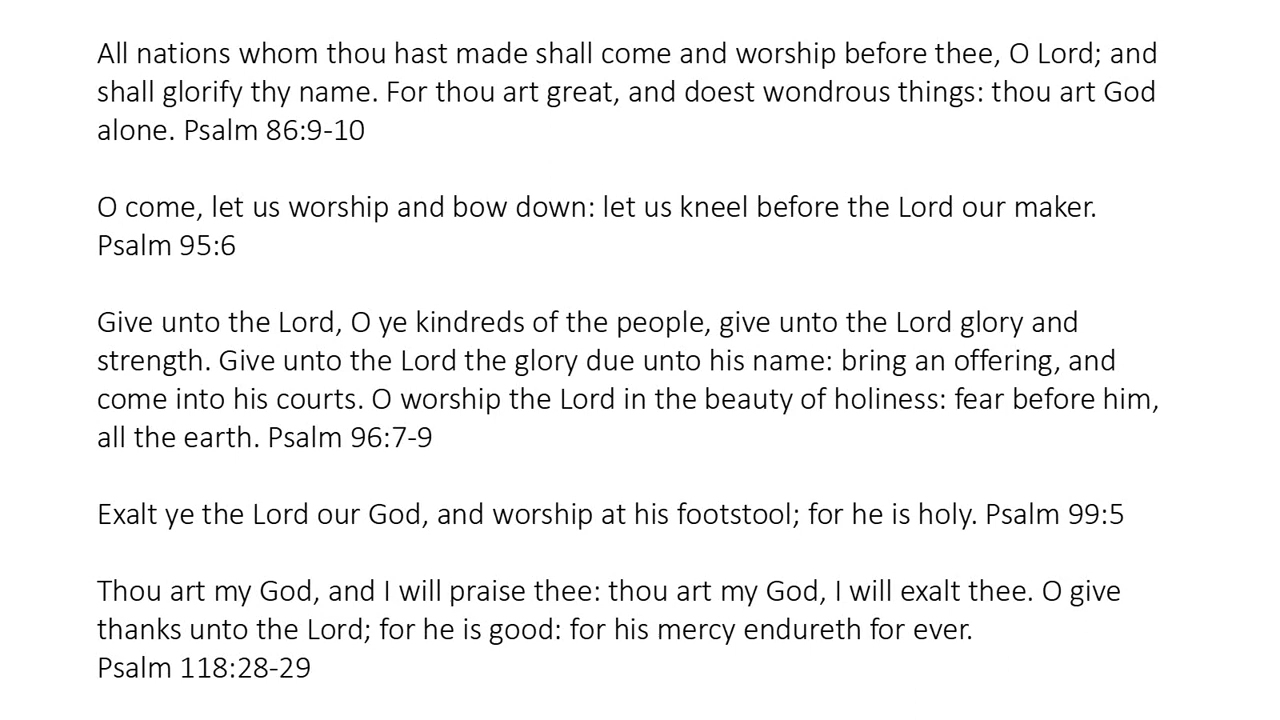 All nations whom thou hast made shall come and worship before thee, O Lord; and
shall glorify thy name. For thou art great, and doest wondrous things: thou art God
alone. Psalm 86:9-10
O come, let us worship and bow down: let us kneel before the Lord our maker.
Psalm 95:6
Give unto the Lord, O ye kindreds of the people, give unto the Lord glory and
strength. Give unto the Lord the glory due unto his name: bring an offering, and
come into his courts. O worship the Lord in the beauty of holiness: fear before him,
all the earth. Psalm 96:7-9
Exalt ye the Lord our God, and worship at his footstool; for he is holy. Psalm 99:5
Thou art my God, and I will praise thee: thou art my God, I will exalt thee. O give
thanks unto the Lord; for he is good: for his mercy endureth for ever.
Psalm 118:28-29